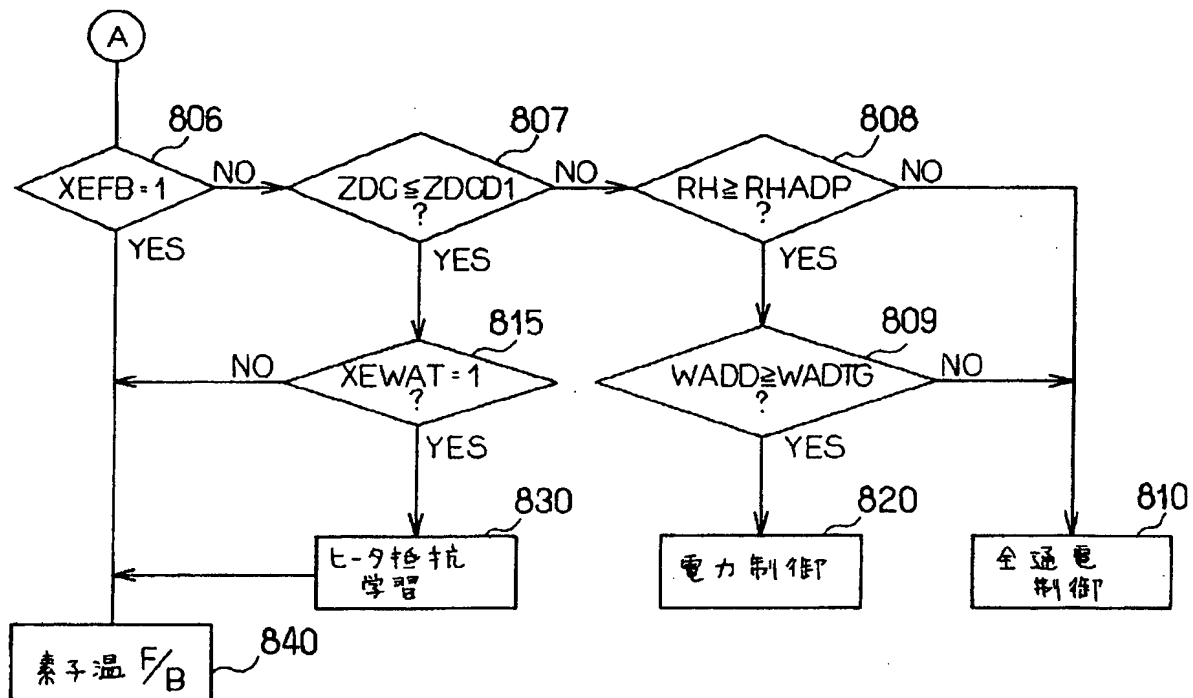 A
806
XEFB=1
NO
YES
807
ZDC≦ZDCD1
?
NO
YES
808
RH≧RHADP
?
NO
YES
815
XEWAT=1
?
NO
YES
809
WADD≧WADTG
?
NO
YES
830
ヒータ抵抗
学習
820
電力制御
810
全通電
制御
840
素子温 F/B